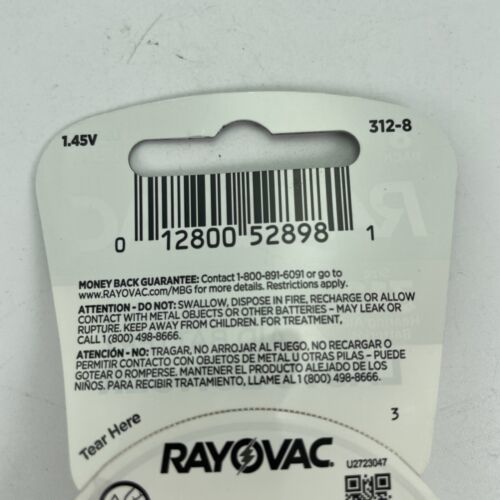 1.45V
312-8
0 12800 52898 1
MONEY BACK GUARANTEE: Contact 1-800-891-6091 or go to
www.RAYOVAC.com/MBG for more details. Restrictions apply.
ATTENTION - DO NOT: SWALLOW, DISPOSE IN FIRE, RECHARGE OR ALLOW
CONTACT WITH METAL OBJECTS OR OTHER BATTERIES – MAY LEAK OR
RUPTURE. KEEP AWAY FROM CHILDREN. FOR TREATMENT,
CALL 1 (800) 498-8666.
ATENCIÓN - NO: TRAGAR, NO ARROJAR AL FUEGO, NO RECARGAR O
PERMITIR CONTACTO CON OBJETOS DE METAL U OTRAS PILAS – PUEDE
GOTEAR O ROMPERSE. MANTENER EL PRODUCTO ALEJADO DE LOS
NIÑOS. PARA RECIBIR TRATAMIENTO, LLAME AL 1 (800) 498-8666.
3
Tear Here
RAYOVAC
U2723047